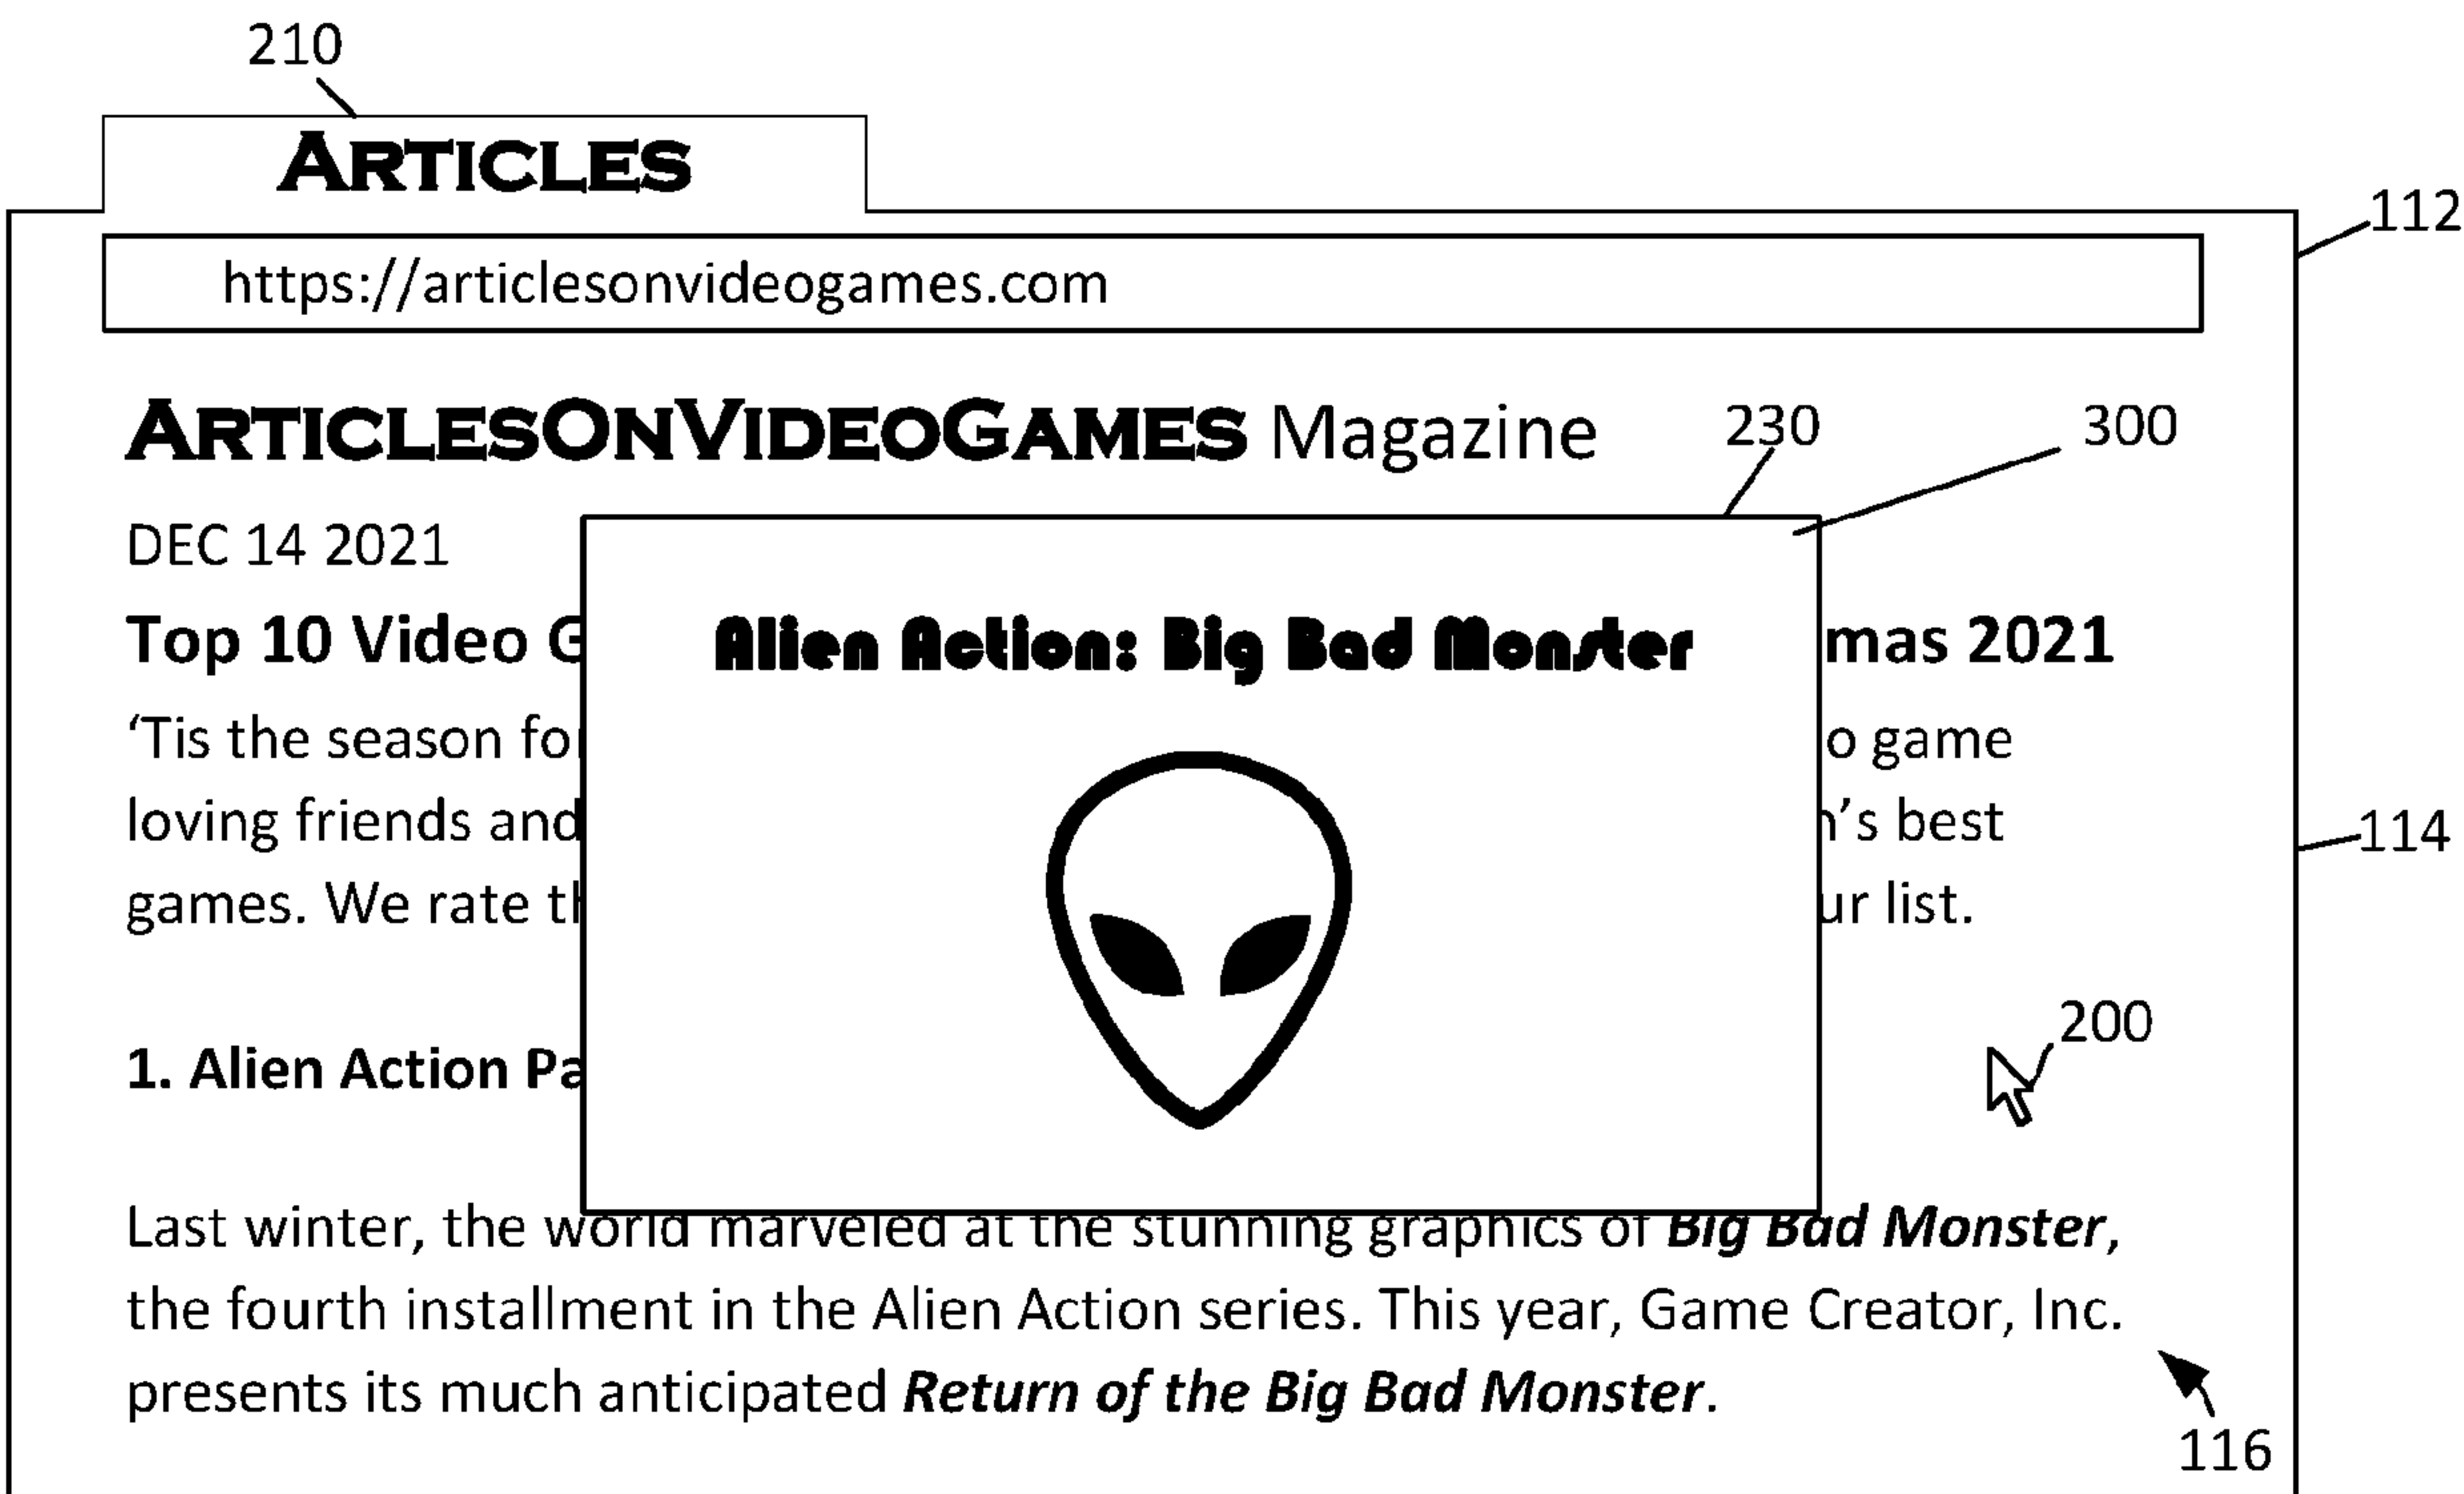 210
ARTICLES
112
https://articlesonvideogames.com
ARTICLESONVIDEOGAMES Magazine
230
300
DEC 14 2021
Top 10 Video
mas 2021
Alien Action: Big Bad Monster
‘Tis the season
o game
loving friends and
’s best
114
games. We rate
ur list.
200
1. Alien Action
Last winter, the world marveled at the stunning graphics of Big Bad Monster,
the fourth installment in the Alien Action series. This year, Game Creator, Inc.
presents its much anticipated Return of the Big Bad Monster.
116